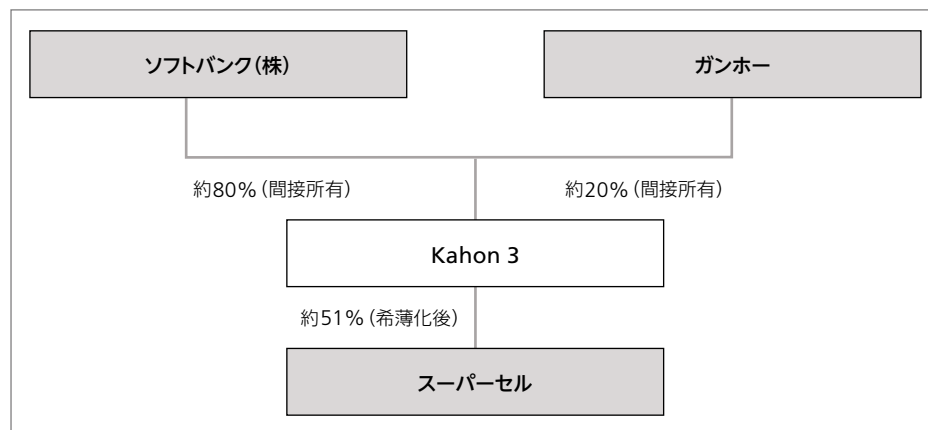 ソフトバンク(株)
ガンホー
約80%(間接所有)
約20%(間接所有)
Kahon 3
約51%(希薄化後)
スーパーセル